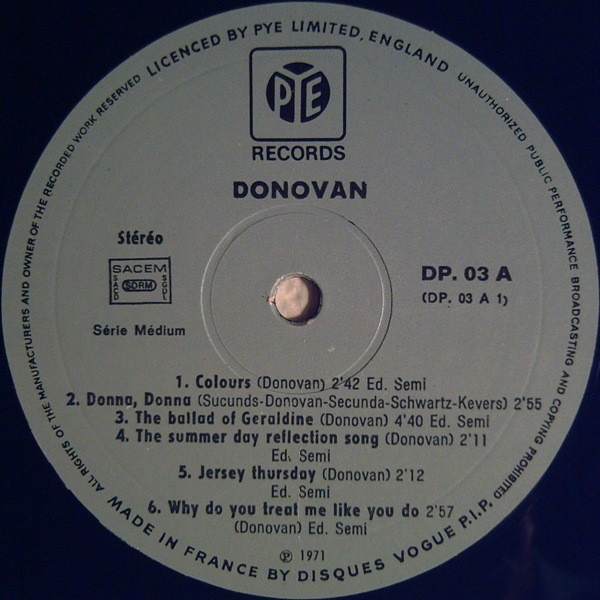 LICENCED BY PYE LIMITED, ENGLAND
UNAUTHORIZED PUBLIC PERFORMANCE BROADCASTING AND COPYING PROHIBITED
ALL RIGHTS OF THE MANUFACTURERS AND OWNER OF THE RECORDED WORK RESERVED
PYE
RECORDS
DONOVAN
Stéréo
SACEM
SACD
SDRM
SGDL
DP. 03 A
(DP. 03 A 1)
Série Médium
1. Colours (Donovan) 2'42 Ed. Semi
2. Donna, Donna (Sucunds-Donovan-Secunda-Schwartz-Kevers) 2'55
3. The ballad of Geraldine (Donovan) 4'40 Ed. Semi
4. The summer day reflection song (Donovan) 2'11
Ed. Semi
5. Jersey thursday (Donovan) 2'12
Ed. Semi
6. Why do you treat me like you do 2'57
(Donovan) Ed. Semi
℗ 1971
MADE IN FRANCE BY DISQUES VOGUE P.I.P.